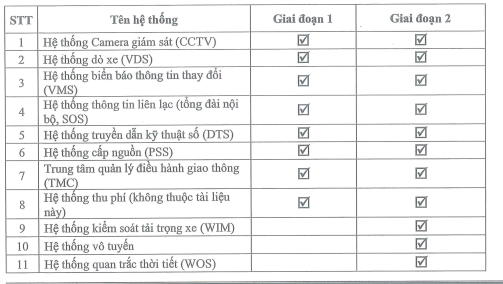 STT Tên hệ thống Giai đoạn 1 Giai đoạn 2
1 Hệ thống Camera giám sát (CCTV) ☑ ☑
2 Hệ thống dò xe (VDS) ☑ ☑
3 Hệ thống biển báo thông tin thay đổi ☑ ☑
(VMS)
4 Hệ thống thông tin liên lạc (tổng đài nội ☑ ☑
bộ, SOS)
5 Hệ thống truyền dẫn kỹ thuật số (DTS) ☑ ☑
6 Hệ thống cấp nguồn (PSS) ☑ ☑
7 Trung tâm quản lý điều hành giao thông ☑ ☑
(TMC)
8 Hệ thống thu phí (không thuộc tài liệu ☑ ☑
này)
9 Hệ thống kiểm soát tải trọng xe (WIM) ☑
10 Hệ thống vô tuyến ☑
11 Hệ thống quan trắc thời tiết (WOS) ☑